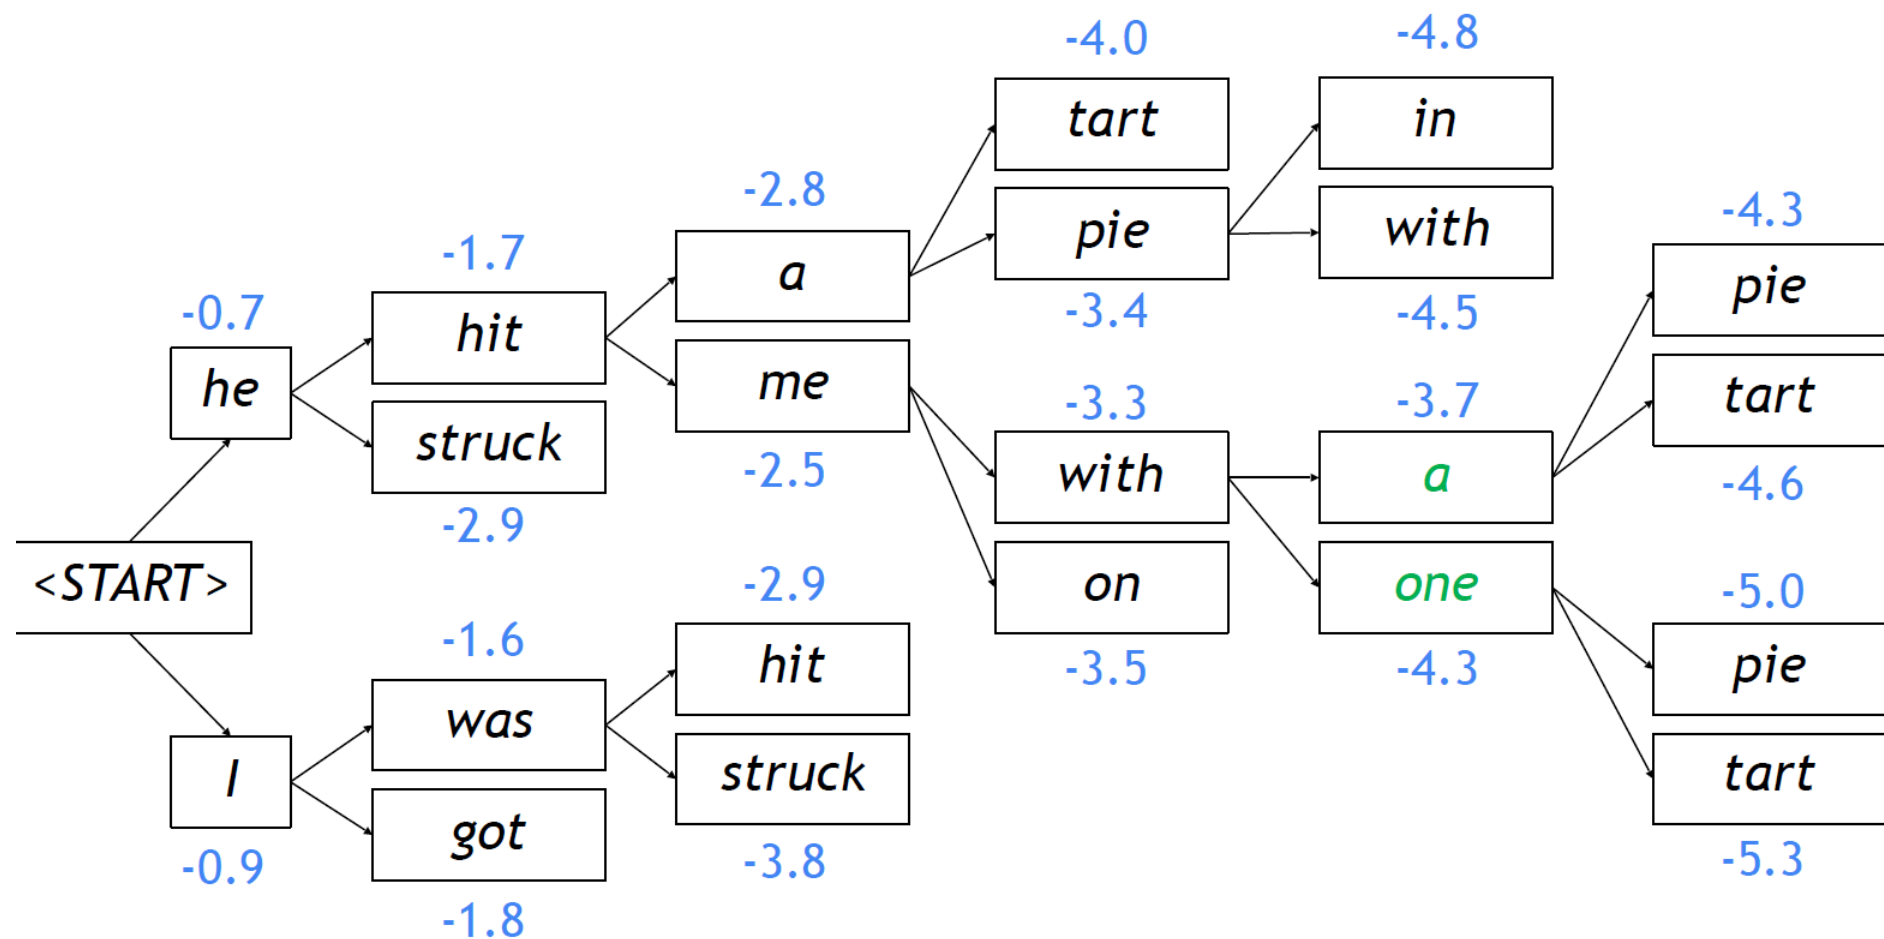 <START>
-0.7
he
I
-0.9
-1.7
hit
struck
-2.9
-1.6
was
got
-1.8
-2.8
a
me
-2.5
-2.9
hit
struck
-3.8
-4.0
tart
pie
-3.4
-3.3
with
on
-3.5
-4.8
in
with
-4.5
-3.7
a
one
-4.3
-4.3
pie
tart
-4.6
-5.0
pie
tart
-5.3